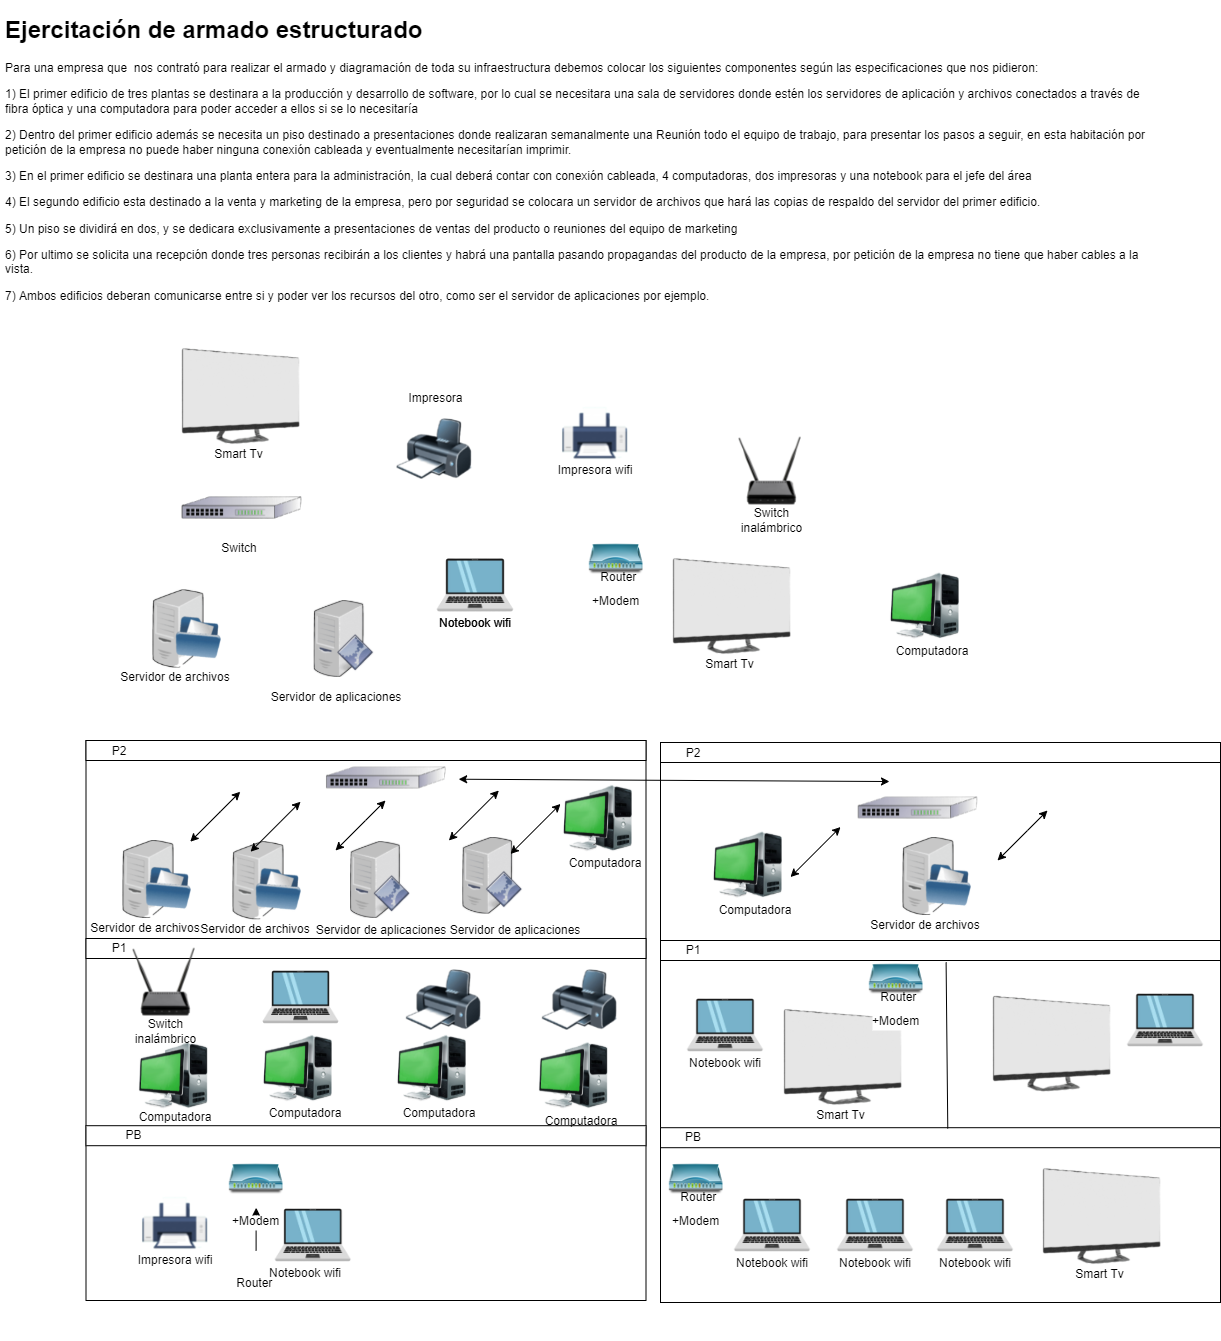 Ejercitación de armado estructurado
Para una empresa que  nos contrató para realizar el armado y diagramación de toda su infraestructura debemos colocar los siguientes componentes según las especificaciones que nos pidieron:
1) El primer edificio de tres plantas se destinara a la producción y desarrollo de software, por lo cual se necesitara una sala de servidores donde estén los servidores de aplicación y archivos conectados a través de
fibra óptica y una computadora para poder acceder a ellos si se lo necesitaría
2) Dentro del primer edificio además se necesita un piso destinado a presentaciones donde realizaran semanalmente una Reunión todo el equipo de trabajo, para presentar los pasos a seguir, en esta habitación por
petición de la empresa no puede haber ninguna conexión cableada y eventualmente necesitarían imprimir.
3) En el primer edificio se destinara una planta entera para la administración, la cual deberá contar con conexión cableada, 4 computadoras, dos impresoras y una notebook para el jefe del área
4) El segundo edificio esta destinado a la venta y marketing de la empresa, pero por seguridad se colocara un servidor de archivos que hará las copias de respaldo del servidor del primer edificio.
5) Un piso se dividirá en dos, y se dedicara exclusivamente a presentaciones de ventas del producto o reuniones del equipo de marketing
6) Por ultimo se solicita una recepción donde tres personas recibirán a los clientes y habrá una pantalla pasando propagandas del producto de la empresa, por petición de la empresa no tiene que haber cables a la
vista.
7) Ambos edificios deberan comunicarse entre si y poder ver los recursos del otro, como ser el servidor de aplicaciones por ejemplo.
Impresora
Smart Tv
Impresora wifi
Switch
inalámbrico
Switch
Router
+Modem
Notebook wifi
Computadora
Smart Tv
Servidor de archivos
Servidor de aplicaciones
P2
Computadora
Servidor de archivos
Servidor de archivos
Servidor de aplicaciones
Servidor de aplicaciones
P1
Switch
inalámbrico
Computadora
Computadora
Computadora
Computadora
PB
+Modem
Impresora wifi
Notebook wifi
Router
P2
Computadora
Servidor de archivos
P1
Router
+Modem
Notebook wifi
Smart Tv
PB
Router
+Modem
Notebook wifi
Notebook wifi
Notebook wifi
Smart Tv